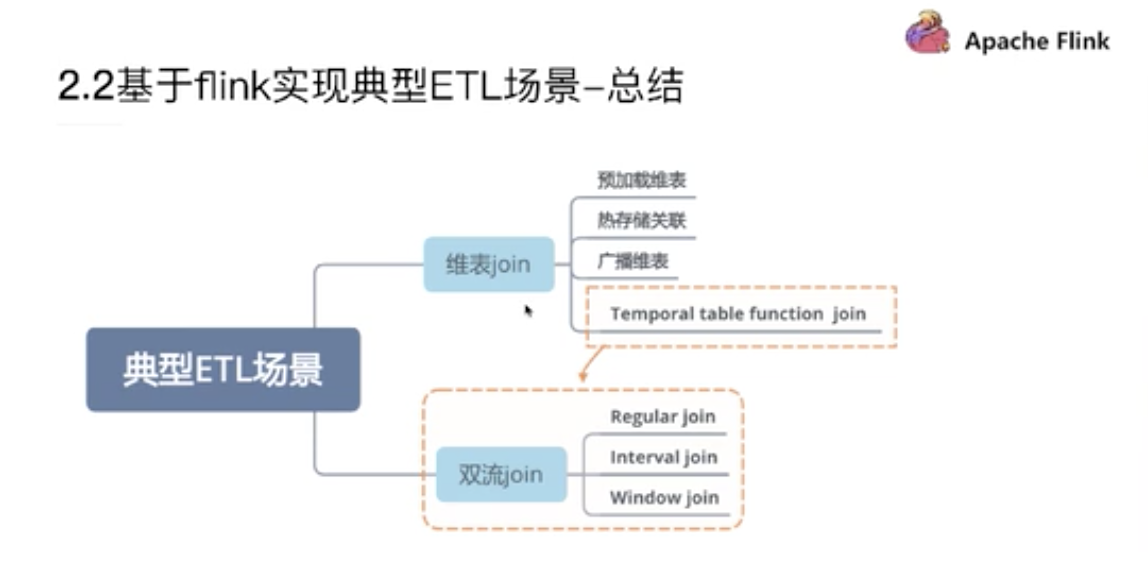 Apache Flink
2.2基于flink实现典型ETL场景–总结
预加载维表
热存储关联
维表join
广播维表
Temporal table function join
典型ETL场景
Regular join
Interval join
双流join
Window join